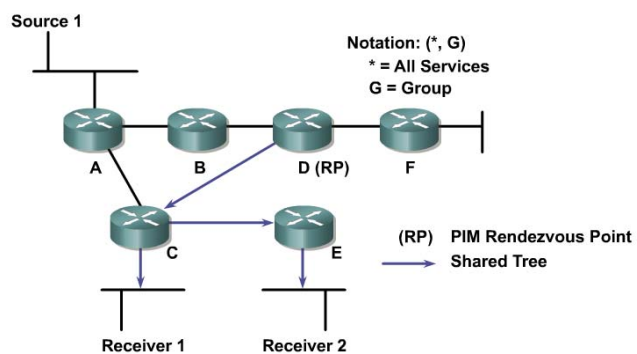 Source 1
Notation: (*, G)
* = All Services
G = Group
A
B
D (RP)
F
C
E
(RP) PIM Rendezvous Point
Shared Tree
Receiver 1
Receiver 2